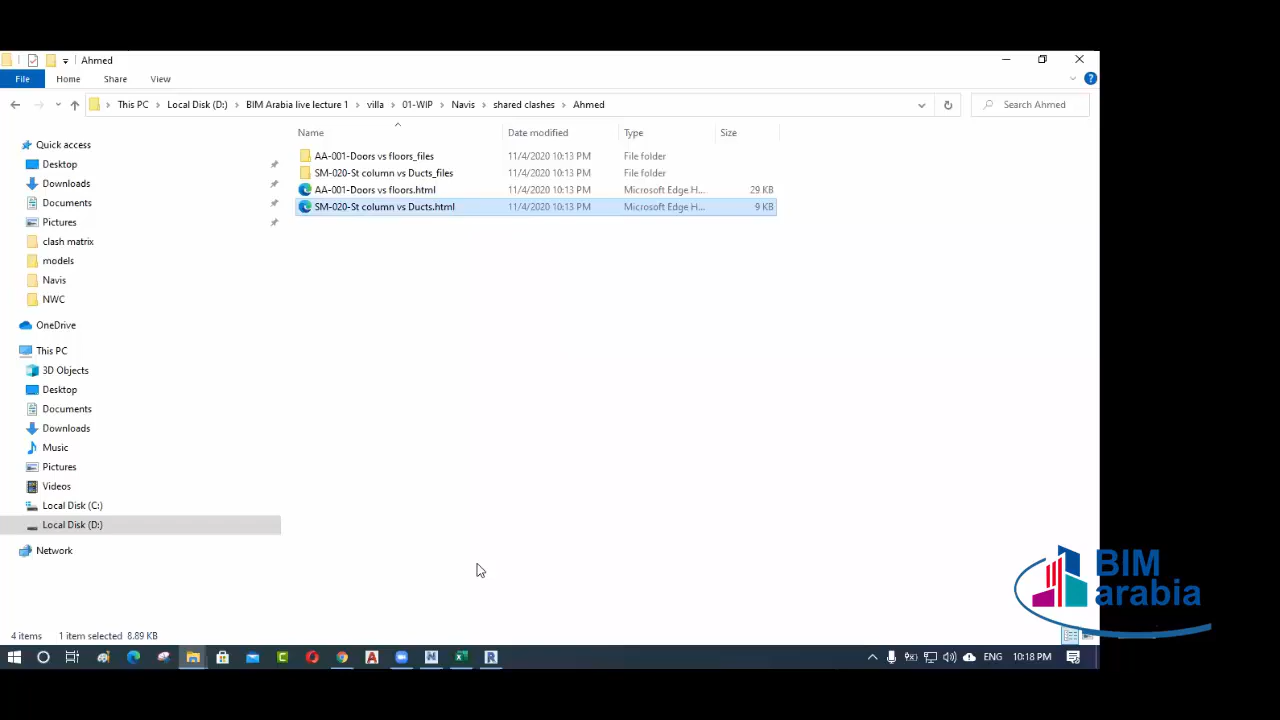 Ahmed
File Home Share View
This PC Local Disk (D:) BIM Arabia live lecture 1 villa 01-WIP Navis shared clashes Ahmed Search Ahmed
Name Date modified Type Size
Quick access
Desktop
Downloads
Documents
Pictures
clash matrix
models
Navis
NWC
OneDrive
This PC
3D Objects
Desktop
Documents
Downloads
Music
Pictures
Videos
Local Disk (C:)
Local Disk (D:)
Network
AA-001-Doors vs floors_files 11/4/2020 10:13 PM File folder
SM-020-St column vs Ducts_files 11/4/2020 10:13 PM File folder
AA-001-Doors vs floors.html 11/4/2020 10:13 PM Microsoft Edge H... 29 KB
SM-020-St column vs Ducts.html 11/4/2020 10:13 PM Microsoft Edge H... 9 KB
BIM
arabia
4 items 1 item selected 8.89 KB
ENG 10:18 PM